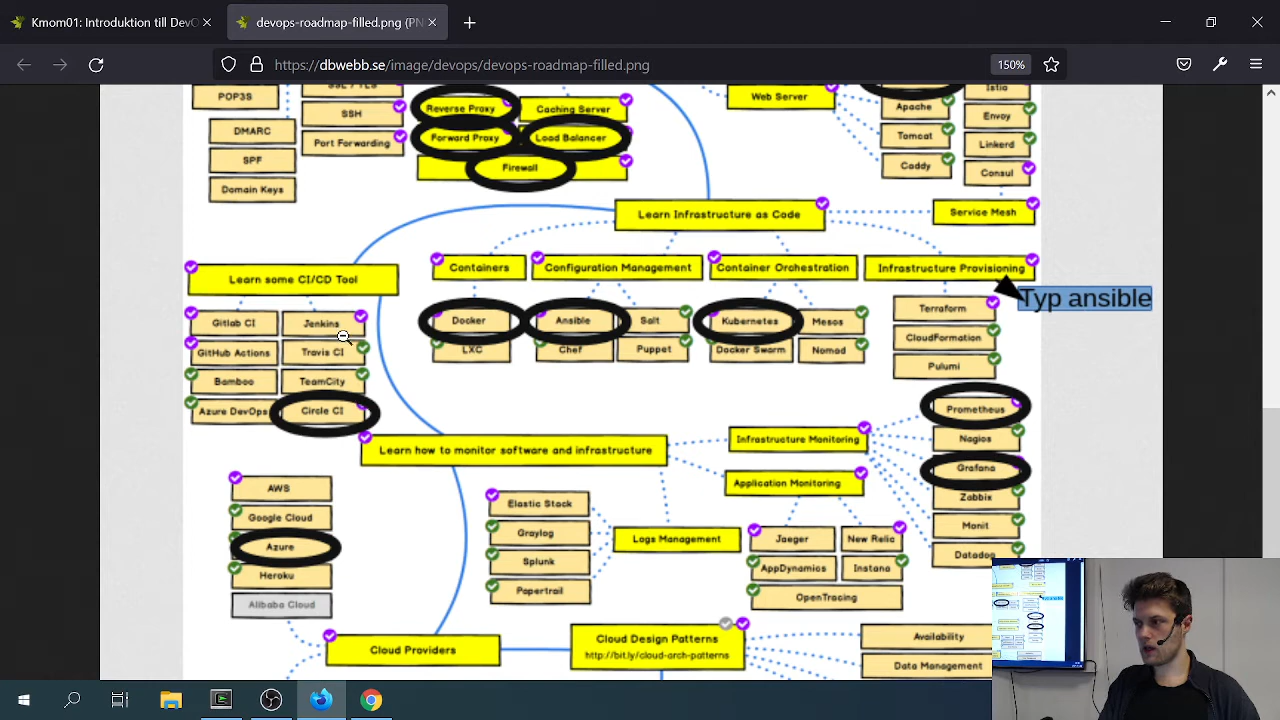 Kmom01: Introduktion till DevO
devops-roadmap-filled.png (PN
https://dbwebb.se/image/devops/devops-roadmap-filled.png
150%
POP3S
SSL / TLS
DMARC
SSH
SPF
Port Forwarding
Domain Keys
Reverse Proxy
Caching Server
Forward Proxy
Load Balancer
Firewall
Web Server
Apache
Tomcat
Caddy
Istio
Envoy
Linkerd
Consul
Service Mesh
Learn Infrastructure as Code
Learn some CI/CD Tool
Containers
Configuration Management
Container Orchestration
Infrastructure Provisioning
Typ ansible
Gitlab CI
Jenkins
GitHub Actions
Travis CI
Bamboo
TeamCity
Azure DevOps
Circle CI
Docker
LXC
Ansible
Salt
Chef
Puppet
Kubernetes
Mesos
Docker Swarm
Nomad
Terraform
CloudFormation
Pulumi
Learn how to monitor software and infrastructure
Infrastructure Monitoring
Application Monitoring
Prometheus
Nagios
Grafana
Zabbix
Monit
Datadog
AWS
Google Cloud
Azure
Heroku
Alibaba Cloud
Elastic Stack
Graylog
Splunk
Papertrail
Logs Management
Jaeger
New Relic
AppDynamics
Instana
OpenTracing
Cloud Providers
Cloud Design Patterns
http://bit.ly/cloud-arch-patterns
Availability
Data Management